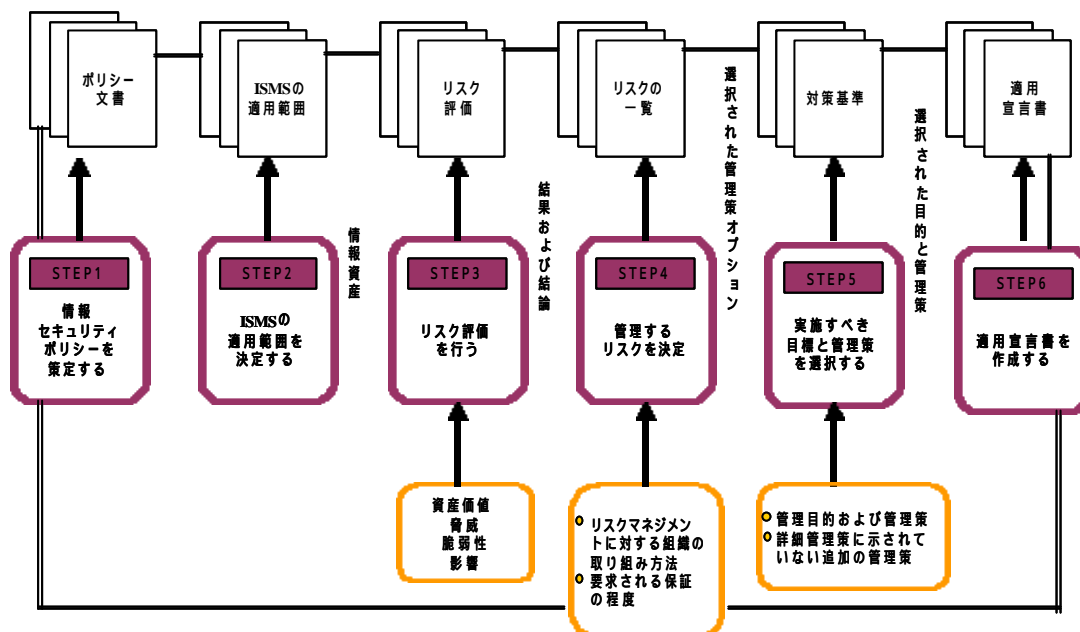 ポリシー
文書
ISMSの
適用範囲
リスク
評価
リスクの
一覧
対策基準
適用
宣言書
情報資産
結果および結論
選択された管理策オプション
選択された目的と管理策
STEP1
情報
セキュリティ
ポリシーを
策定する
STEP2
ISMSの
適用範囲を
決定する
STEP3
リスク評価
を行う
STEP4
管理する
リスクを決定
STEP5
実施すべき
目標と管理策
を選択する
STEP6
適用宣言書を
作成する
資産価値
脅威
脆弱性
影響
リスクマネジメン
トに対する組織の
取り組み方法
要求される保証
の程度
管理目的および管理策
詳細管理策に示されて
いない追加の管理策